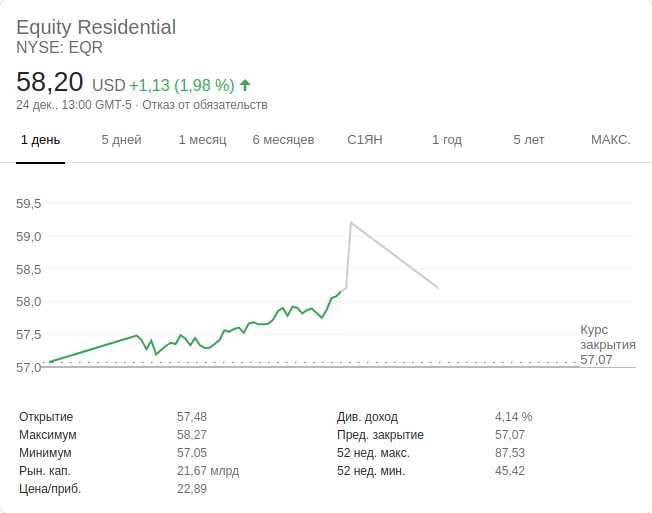 Equity Residential
NYSE: EQR
58,20 USD +1,13 (1,98 %)
24 дек., 13:00 GMT-5 · Отказ от обязательств
1 день 5 дней 1 месяц 6 месяцев С1ЯН 1 год 5 лет МАКС.
59,5
59,0
58,5
58,0
57,5
57,0
Курс
закрытия
57,07
Открытие 57,48 Див. доход 4,14 %
Максимум 58,27 Пред. закрытие 57,07
Минимум 57,05 52 нед. макс. 87,53
Рын. кап. 21,67 млрд 52 нед. мин. 45,42
Цена/приб. 22,89